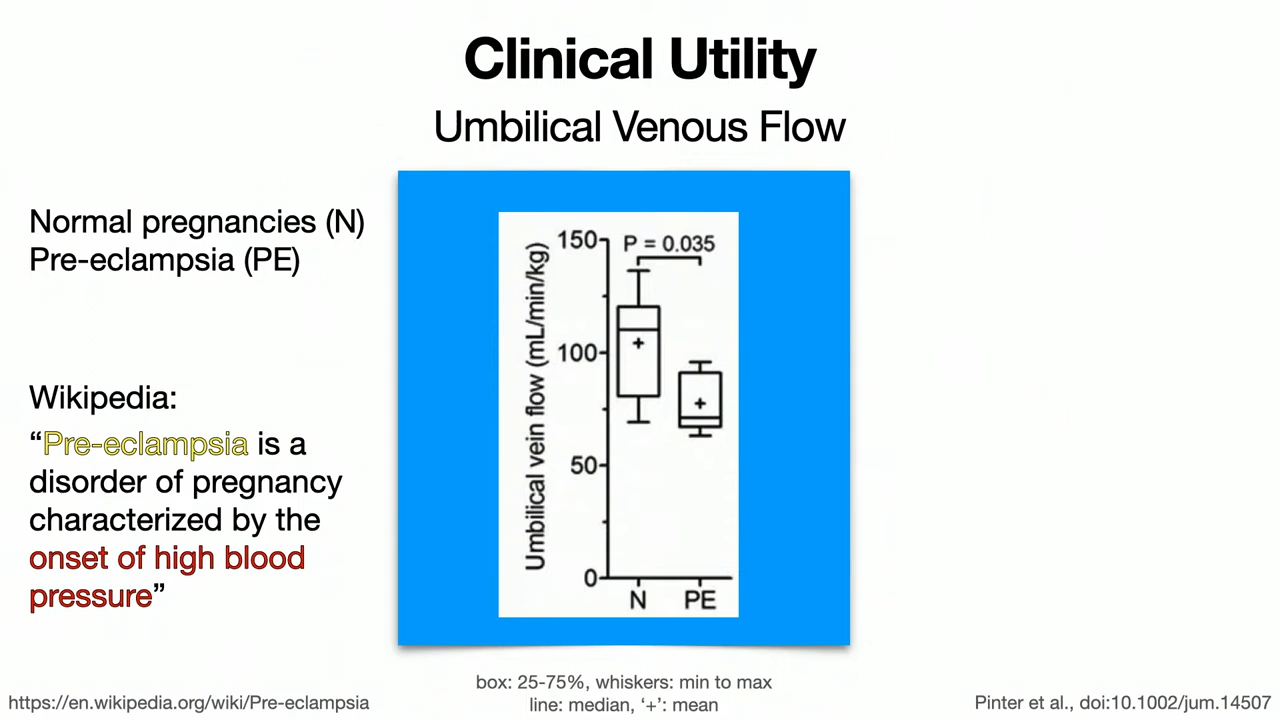 Clinical Utility
Umbilical Venous Flow
Normal pregnancies (N)
Pre-eclampsia (PE)
Wikipedia:
“Pre-eclampsia is a
disorder of pregnancy
characterized by the
onset of high blood
pressure”
Umbilical vein flow (mL/min/kg)
150
100
50
0
P = 0.035
N PE
box: 25-75%, whiskers: min to max
line: median, ‘+’: mean
https://en.wikipedia.org/wiki/Pre-eclampsia
Pinter et al., doi:10.1002/jum.14507